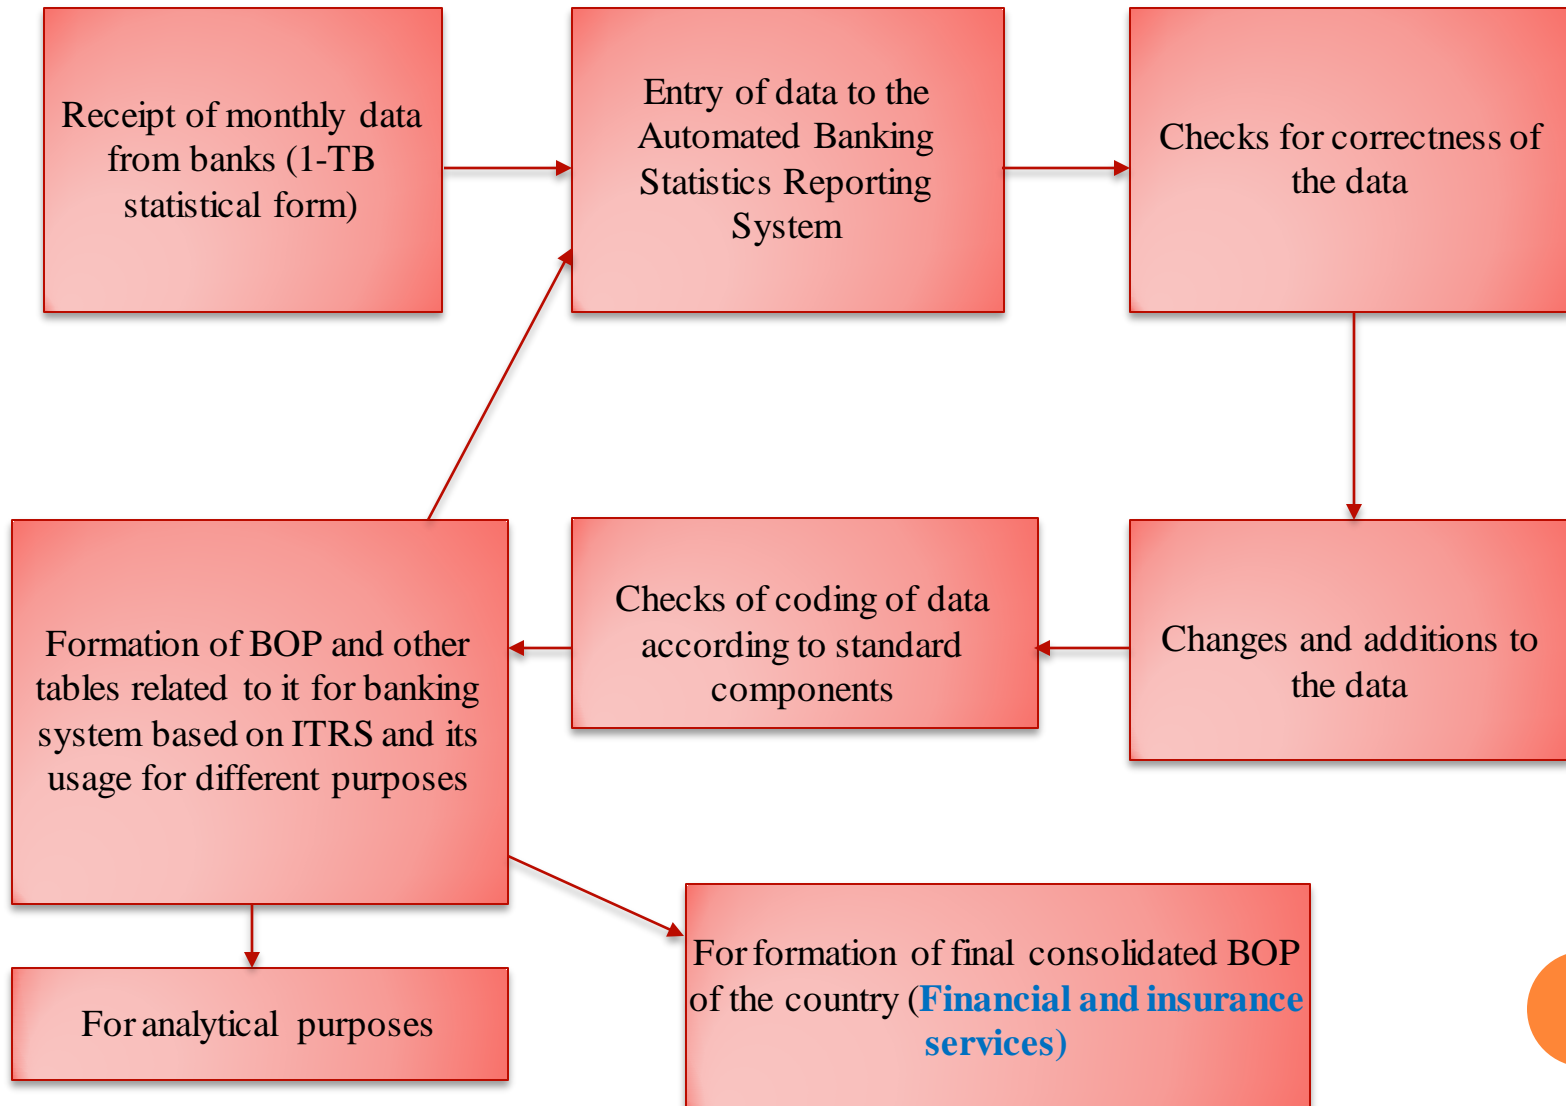 Receipt of monthly data
from banks (1-TB
statistical form)
Entry of data to the
Automated Banking
Statistics Reporting
System
Checks for correctness of
the data
Formation of BOP and other
tables related to it for banking
system based on ITRS and its
usage for different purposes
Checks of coding of data
according to standard
components
Changes and additions to
the data
For analytical purposes
For formation of final consolidated BOP
of the country (Financial and insurance
services)